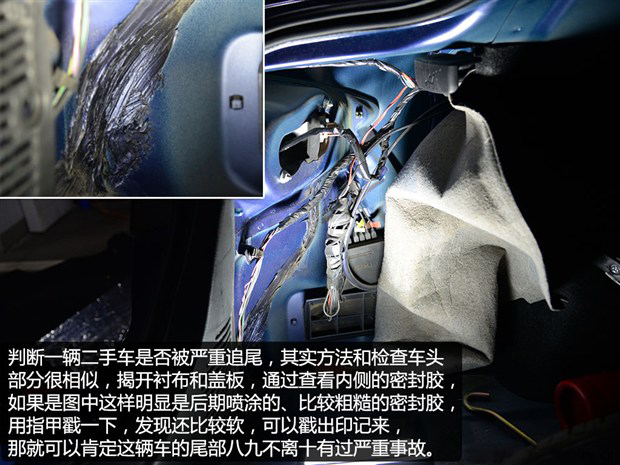 判断一辆二手车是否被严重追尾，其实方法和检查车头
部分很相似，揭开衬布和盖板，通过查看内侧的密封胶，
如果是图中这样明显是后期喷涂的、比较粗糙的密封胶，
用指甲戳一下，发现还比较软，可以戳出印记来，
那就可以肯定这辆车的尾部八九不离十有过严重事故。